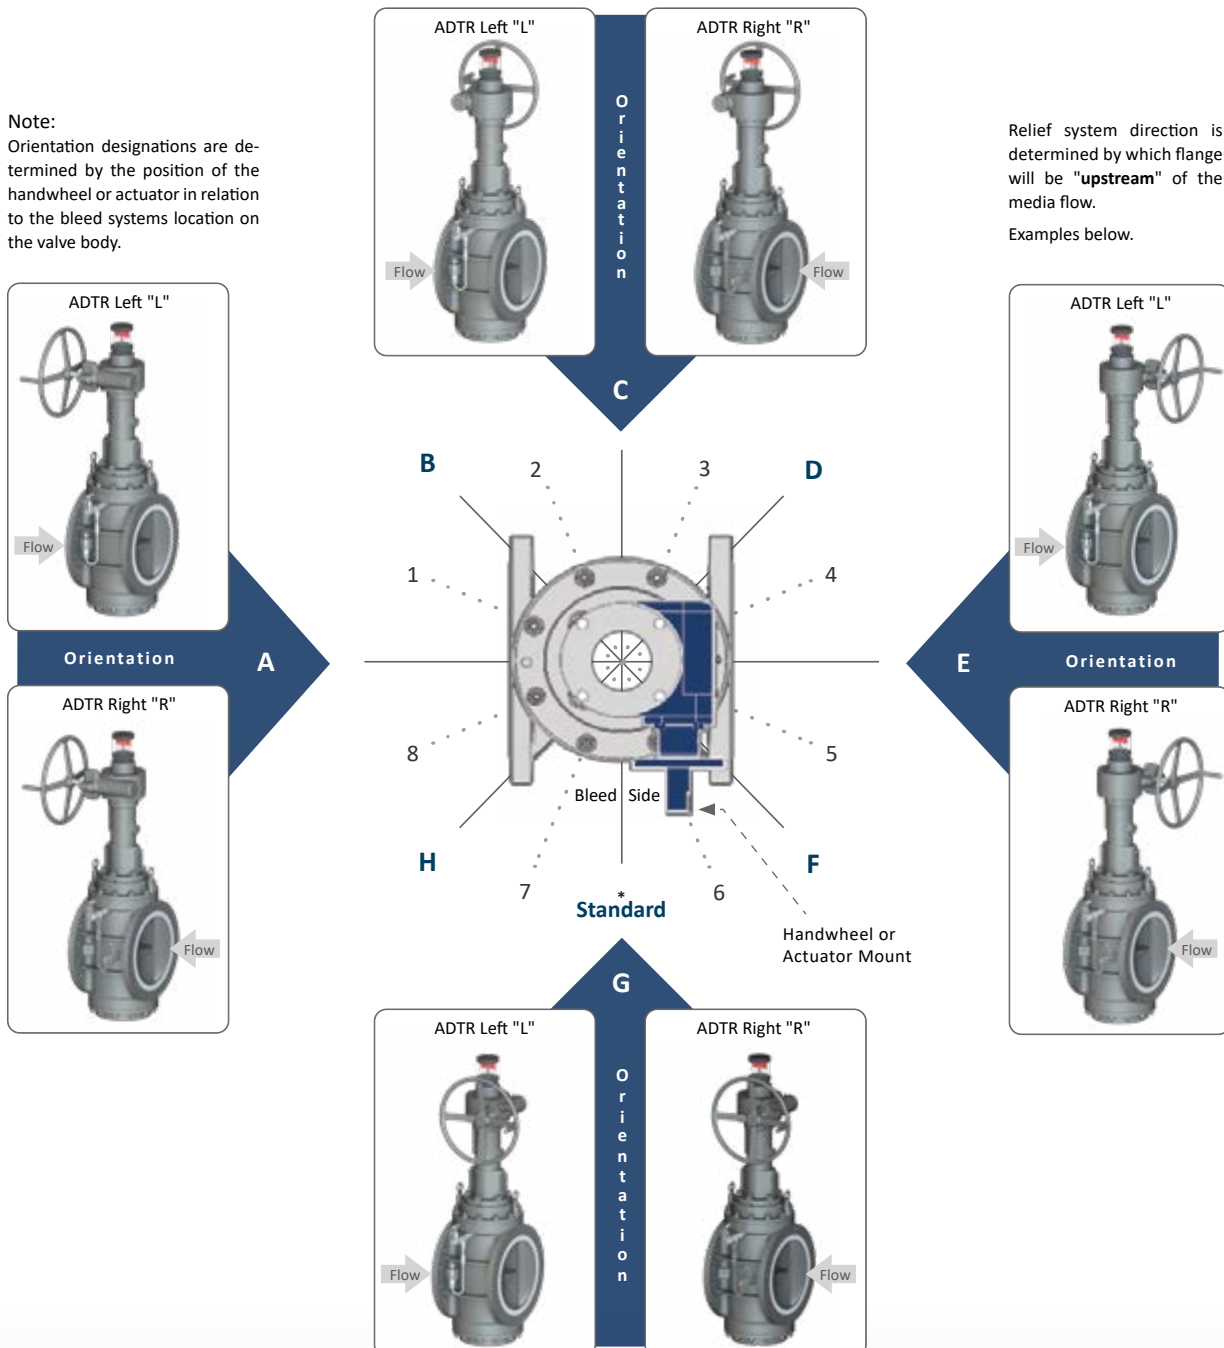 ADTR Left "L"
ADTR Right "R"
Orientation
Flow
Flow
C
Note:
Orientation designations are de-
termined by the position of the
handwheel or actuator in relation
to the bleed systems location on
the valve body.
Relief system direction is
determined by which flange
will be "upstream" of the
media flow.
Examples below.
ADTR Left "L"
Flow
Orientation
A
ADTR Right "R"
Flow
B
2
3
D
1
4
8
5
Bleed Side
H
F
7
*
6
Standard
Handwheel or
Actuator Mount
ADTR Left "L"
Flow
E
Orientation
ADTR Right "R"
Flow
G
ADTR Left "L"
ADTR Right "R"
Orientation
Flow
Flow